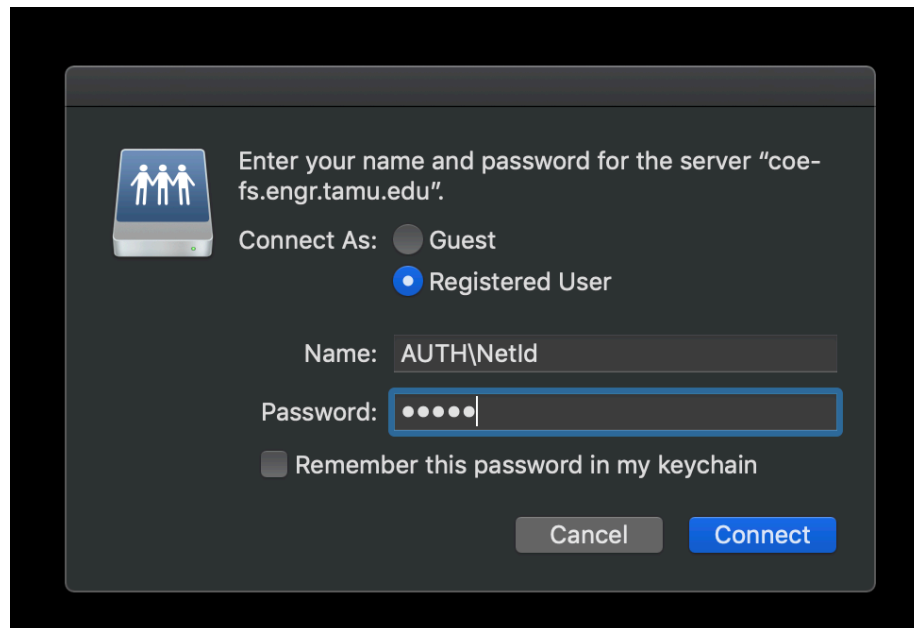 Enter your name and password for the server “coe-
fs.engr.tamu.edu”.
Connect As: Guest
Registered User
Name: AUTH\NetId
Password: •••••
Remember this password in my keychain
Cancel Connect